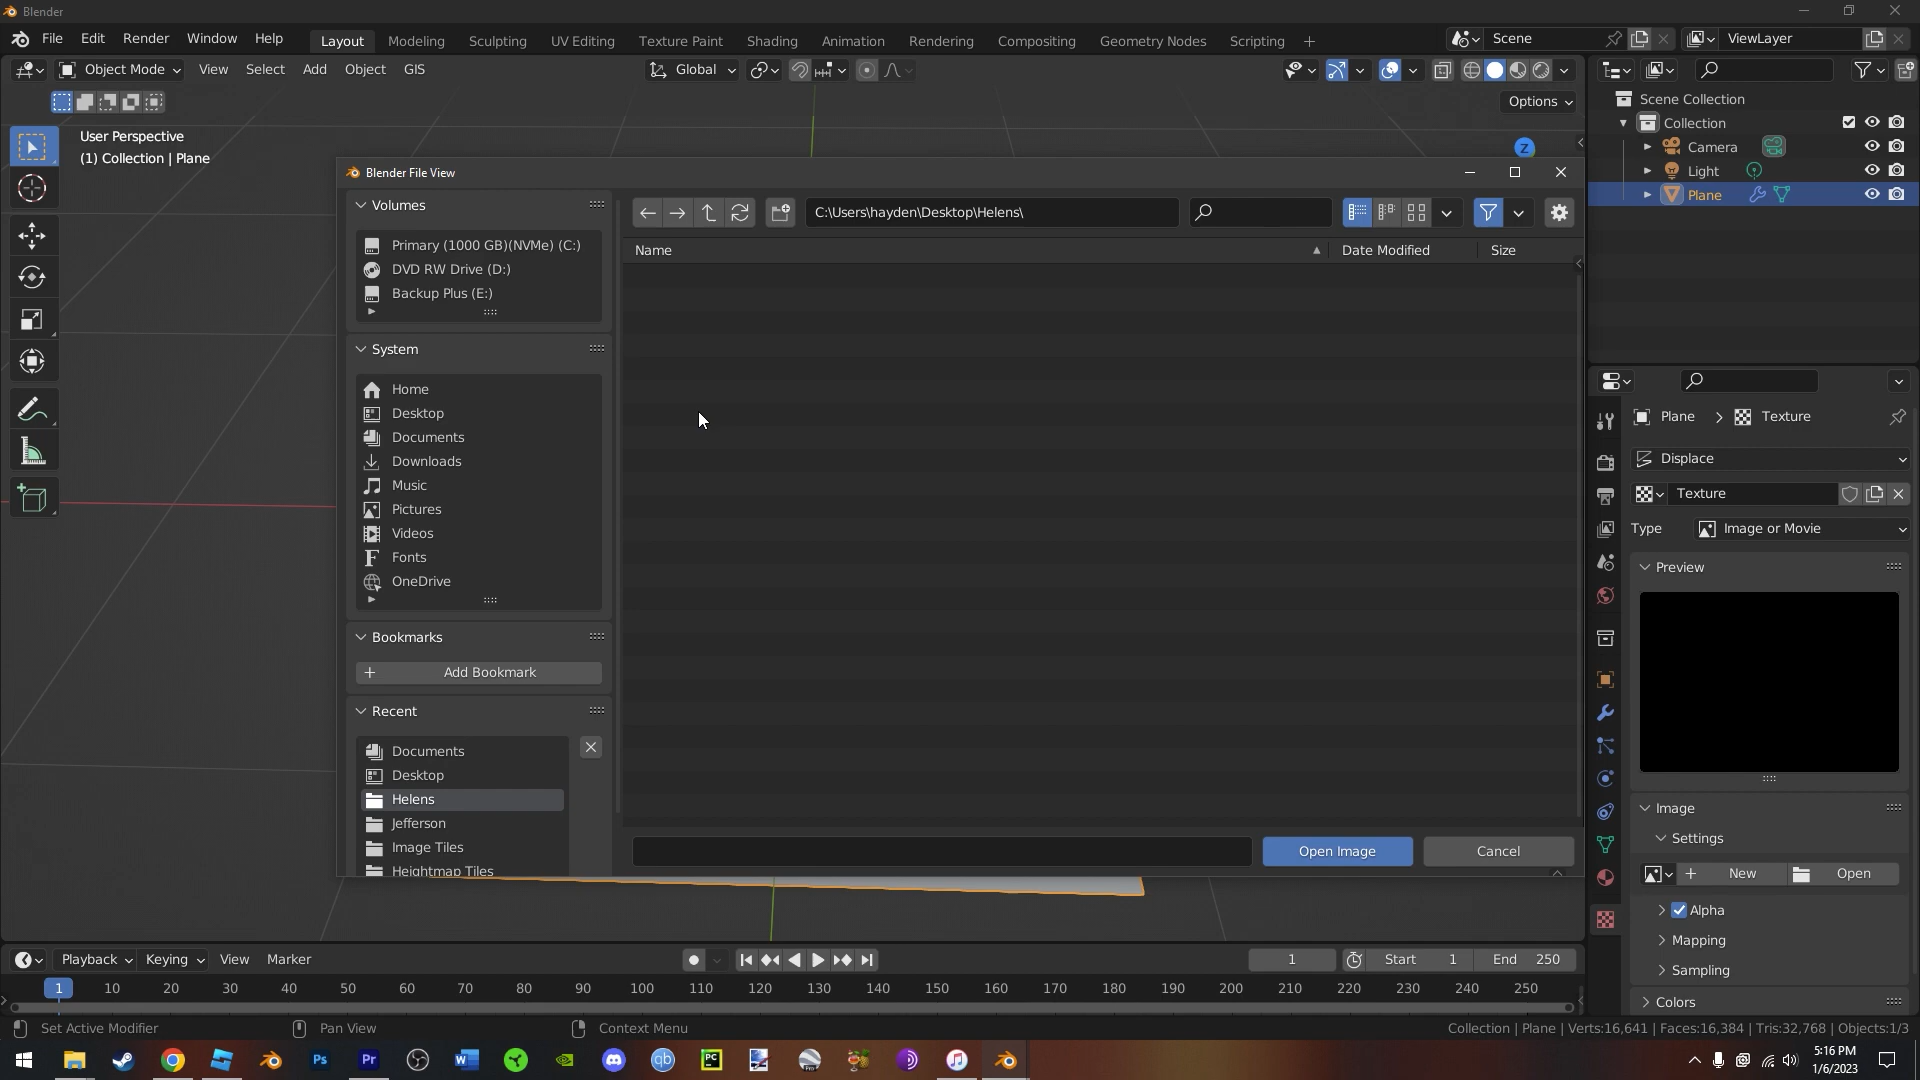 Blender
File Edit Render Window Help Layout Modeling Sculpting UV Editing Texture Paint Shading Animation Rendering Compositing Geometry Nodes Scripting Scene ViewLayer
Object Mode View Select Add Object GIS Global
Options
User Perspective
(1) Collection | Plane
Z
Scene Collection
Collection
Camera
Light
Plane
Blender File View
Volumes
Primary (1000 GB)(NVMe) (C:)
DVD RW Drive (D:)
Backup Plus (E:)
System
Home
Desktop
Documents
Downloads
Music
Pictures
Videos
Fonts
OneDrive
Bookmarks
Add Bookmark
Recent
Documents
Desktop
Helens
Jefferson
Image Tiles
Heightmap Tiles
C:\Users\hayden\Desktop\Helens\
Name Date Modified Size
Open Image Cancel
Plane Texture
Displace
Texture
Type Image or Movie
Preview
Image
Settings
New Open
Alpha
Mapping
Sampling
Colors
Playback Keying View Marker 1 Start 1 End 250
1 10 20 30 40 50 60 70 80 90 100 110 120 130 140 150 160 170 180 190 200 210 220 230 240 250
Set Active Modifier Pan View Context Menu Collection | Plane | Verts:16,641 | Faces:16,384 | Tris:32,768 | Objects:1/3
Ps Pr W qb PC Pro
5:16 PM
1/6/2023